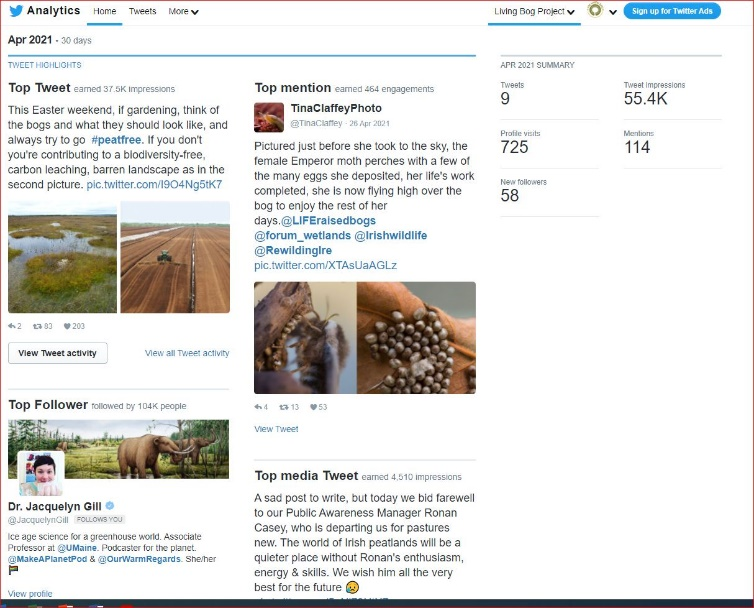 Analytics Home Tweets More Living Bog Project Sign up for Twitter Ads
Apr 2021 - 30 days
TWEET HIGHLIGHTS
Top Tweet earned 37.5K impressions
This Easter weekend, if gardening, think of
the bogs and what they should look like, and
always try to go #peatfree. If you don't
you're contributing to a biodiversity-free,
carbon leaching, barren landscape as in the
second picture. pic.twitter.com/I9O4Ng5tK7
2 83 203
View Tweet activity View all Tweet activity
Top Follower followed by 104K people
Dr. Jacquelyn Gill
@JacquelynGill FOLLOWS YOU
Ice age science for a greenhouse world. Associate
Professor at @UMaine. Podcaster for the planet.
@MakeAPlanetPod & @OurWarmRegards. She/her
View profile
Top mention earned 464 engagements
TinaClaffeyPhoto
@TinaClaffey · 26 Apr 2021
Pictured just before she took to the sky, the
female Emperor moth perches with a few of
the many eggs she deposited, her life's work
completed, she is now flying high over the
bog to enjoy the rest of her
days.@LIFEraisedbogs
@forum_wetlands @Irishwildlife
@RewildingIre
pic.twitter.com/XTAsUaAGLz
4 13 53
View Tweet
Top media Tweet earned 4,510 impressions
A sad post to write, but today we bid farewell
to our Public Awareness Manager Ronan
Casey, who is departing us for pastures
new. The world of Irish peatlands will be a
quieter place without Ronan's enthusiasm,
energy & skills. We wish him all the very
best for the future 😢
APR 2021 SUMMARY
Tweets
9
Tweet impressions
55.4K
Profile visits
725
Mentions
114
New followers
58